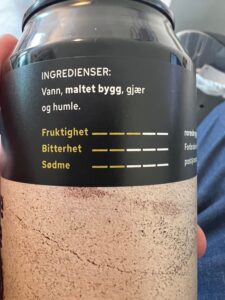 INGREDIENSER:
Vann, maltet bygg, gjær
og humle.
Fruktighet
Bitterhet
Sødme